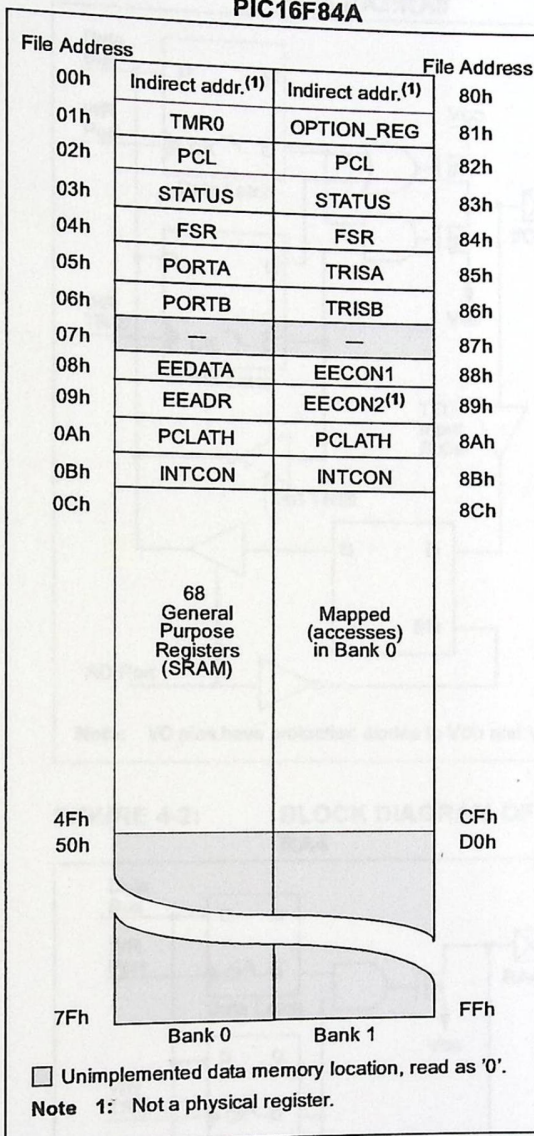 PIC16F84A
File Address File Address
00h Indirect addr.(1) Indirect addr.(1) 80h
01h TMR0 OPTION_REG 81h
02h PCL PCL 82h
03h STATUS STATUS 83h
04h FSR FSR 84h
05h PORTA TRISA 85h
06h PORTB TRISB 86h
07h — — 87h
08h EEDATA EECON1 88h
09h EEADR EECON2(1) 89h
0Ah PCLATH PCLATH 8Ah
0Bh INTCON INTCON 8Bh
0Ch 8Ch
68
General
Purpose
Registers
(SRAM)
Mapped
(accesses)
in Bank 0
4Fh CFh
50h D0h
7Fh FFh
Bank 0 Bank 1
Unimplemented data memory location, read as '0'.
Note 1: Not a physical register.